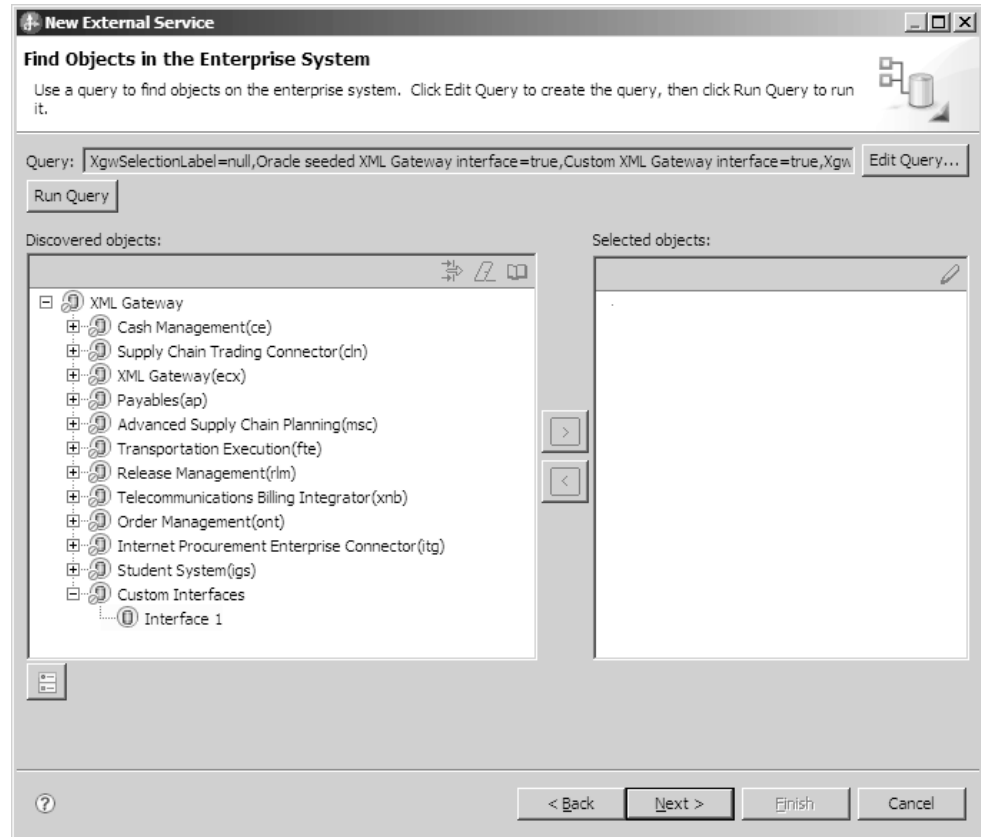 New External Service
Find Objects in the Enterprise System
Use a query to find objects on the enterprise system. Click Edit Query to create the query, then click Run Query to run
it.
Query: XgwSelectionLabel=null,Oracle seeded XML Gateway interface=true,Custom XML Gateway interface=true,Xgw Edit Query...
Run Query
Discovered objects: Selected objects:
XML Gateway
Cash Management(ce)
Supply Chain Trading Connector(cln)
XML Gateway(ecx)
Payables(ap)
Advanced Supply Chain Planning(msc)
Transportation Execution(fte)
Release Management(rlm)
Telecommunications Billing Integrator(xnb)
Order Management(ont)
Internet Procurement Enterprise Connector(itg)
Student System(igs)
Custom Interfaces
Interface 1
< Back Next > Finish Cancel